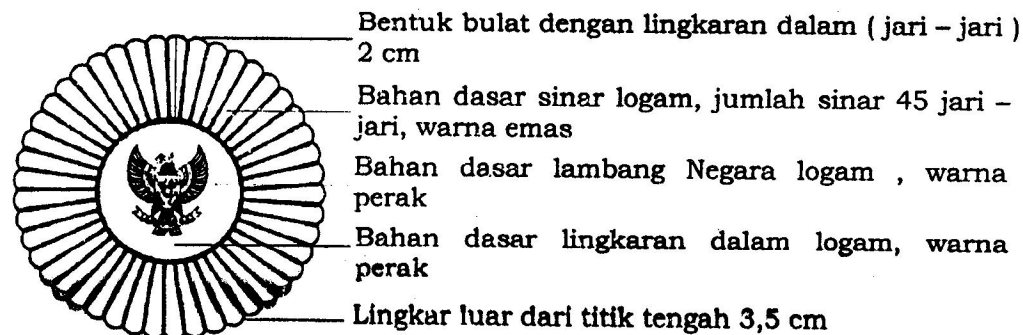 Bentuk bulat dengan lingkaran dalam ( jari – jari )
2 cm
Bahan dasar sinar logam, jumlah sinar 45 jari –
jari, warna emas
Bahan dasar lambang Negara logam , warna
perak
Bahan dasar lingkaran dalam logam, warna
perak
Lingkar luar dari titik tengah 3,5 cm